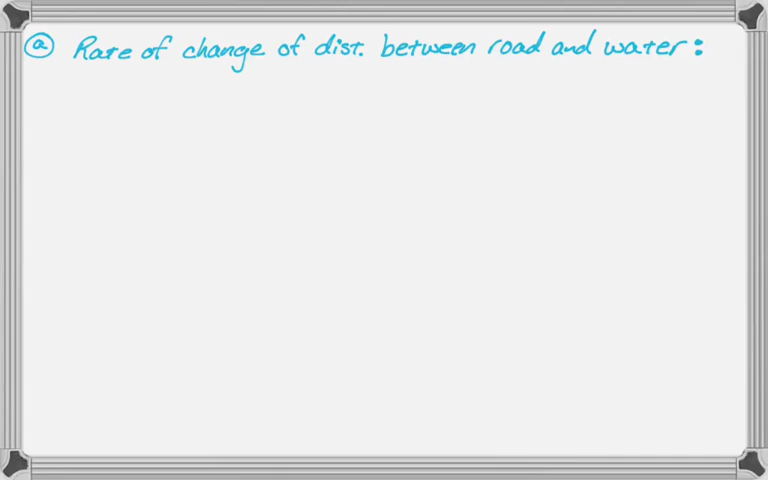 ⓐ Rate of change of dist. between road and water: